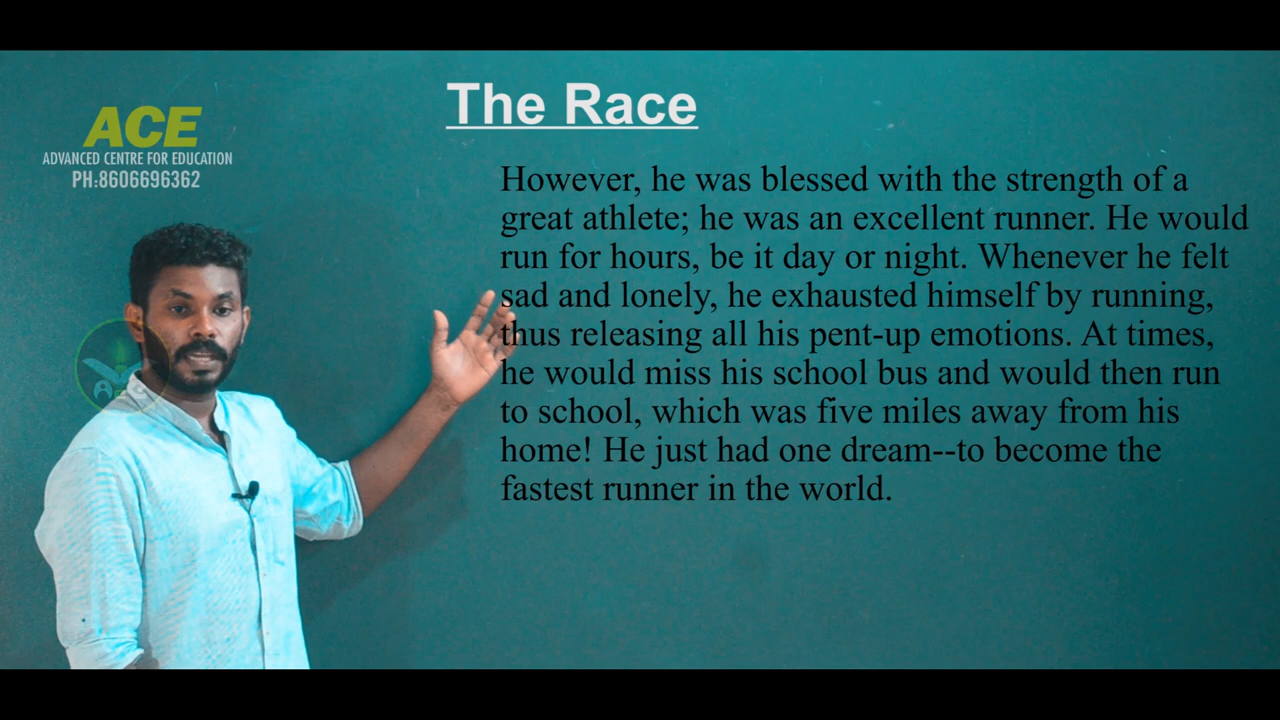 ACE
ADVANCED CENTRE FOR EDUCATION
PH:8606696362
The Race
However, he was blessed with the strength of a
great athlete; he was an excellent runner. He would
run for hours, be it day or night. Whenever he felt
sad and lonely, he exhausted himself by running,
thus releasing all his pent-up emotions. At times,
he would miss his school bus and would then run
to school, which was five miles away from his
home! He just had one dream--to become the
fastest runner in the world.